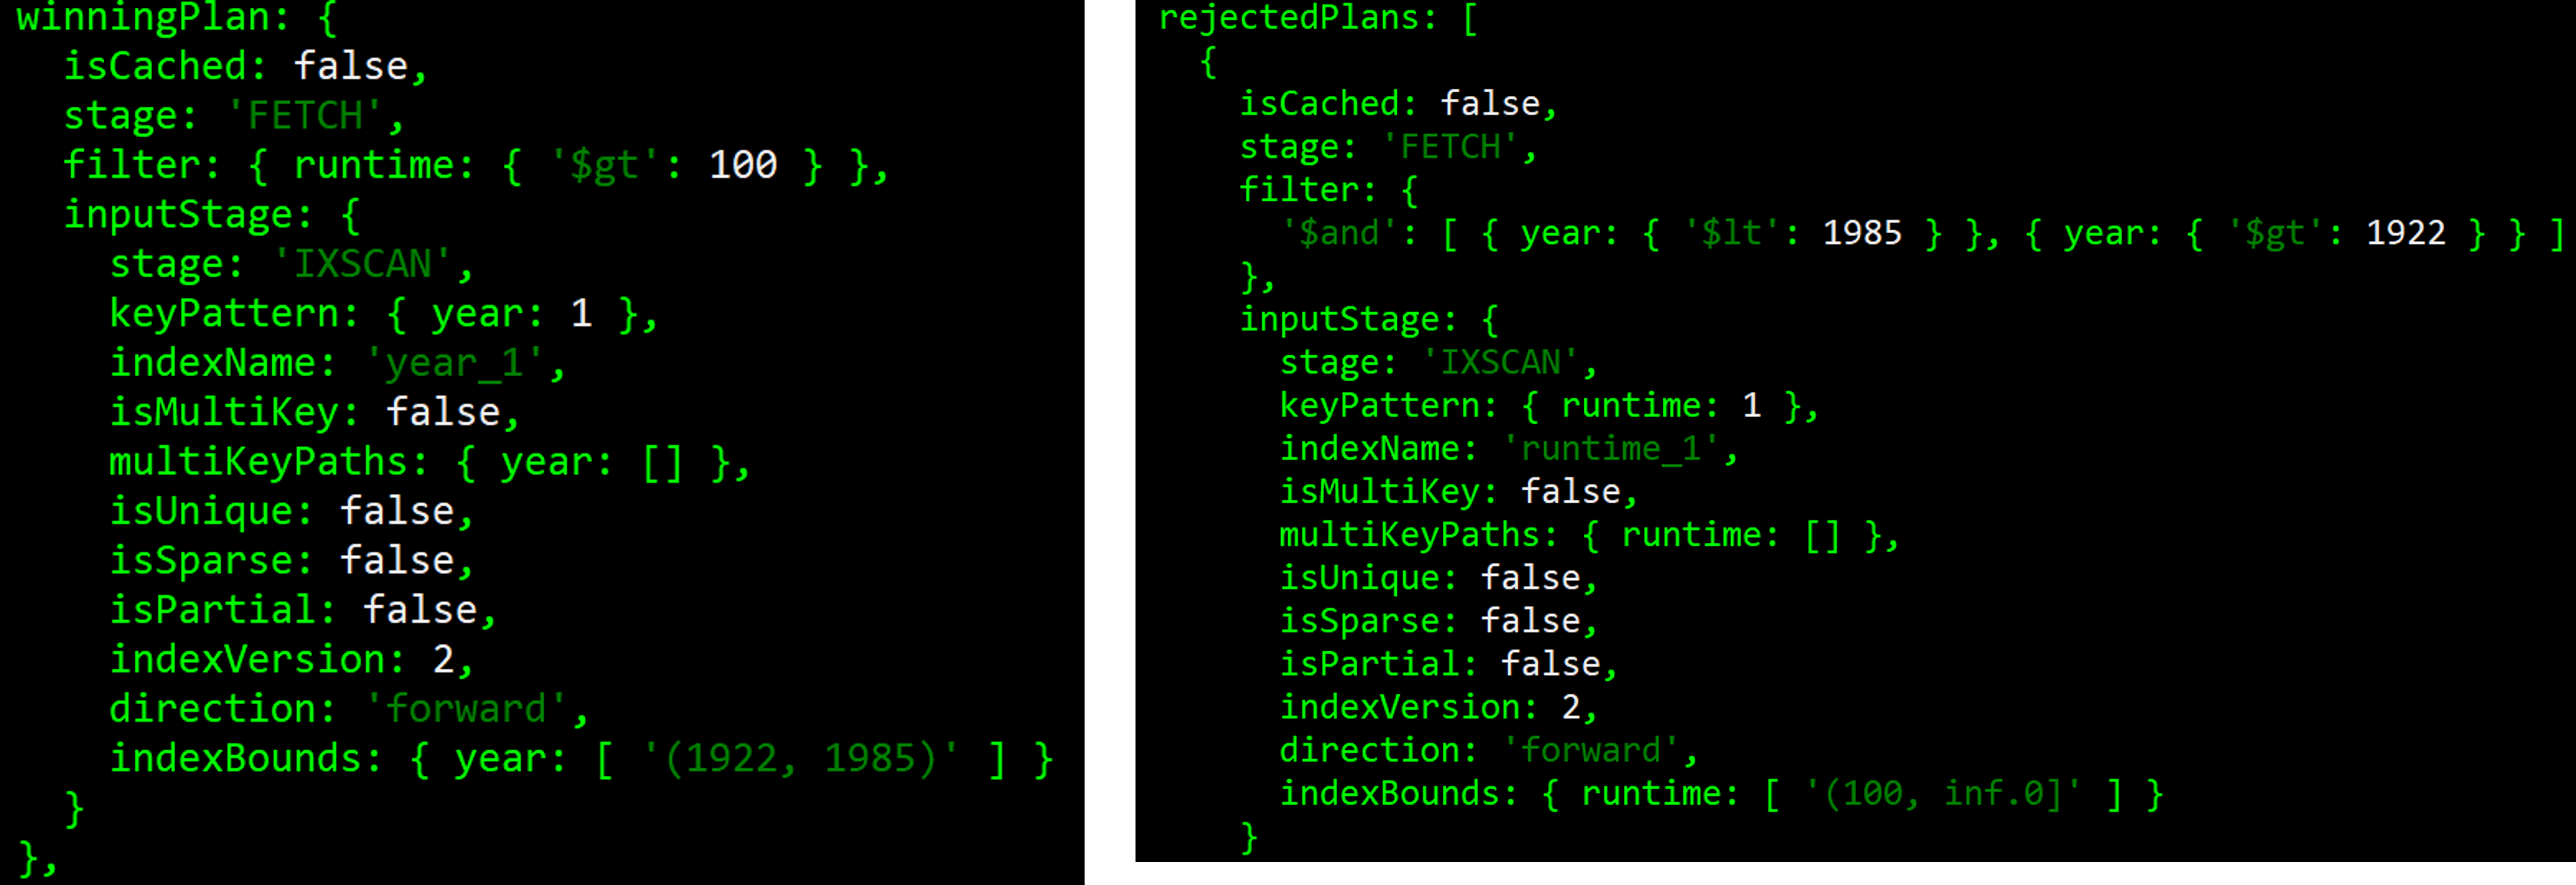 winningPlan: {
isCached: false,
stage: 'FETCH',
filter: { runtime: { '$gt': 100 } },
inputStage: {
stage: 'IXSCAN',
keyPattern: { year: 1 },
indexName: 'year_1',
isMultiKey: false,
multiKeyPaths: { year: [] },
isUnique: false,
isSparse: false,
isPartial: false,
indexVersion: 2,
direction: 'forward',
indexBounds: { year: [ '(1922, 1985)' ] }
}
},
rejectedPlans: [
{
isCached: false,
stage: 'FETCH',
filter: {
'$and': [ { year: { '$lt': 1985 } }, { year: { '$gt': 1922 } } ]
},
inputStage: {
stage: 'IXSCAN',
keyPattern: { runtime: 1 },
indexName: 'runtime_1',
isMultiKey: false,
multiKeyPaths: { runtime: [] },
isUnique: false,
isSparse: false,
isPartial: false,
indexVersion: 2,
direction: 'forward',
indexBounds: { runtime: [ '(100, inf.0]' ] }
}